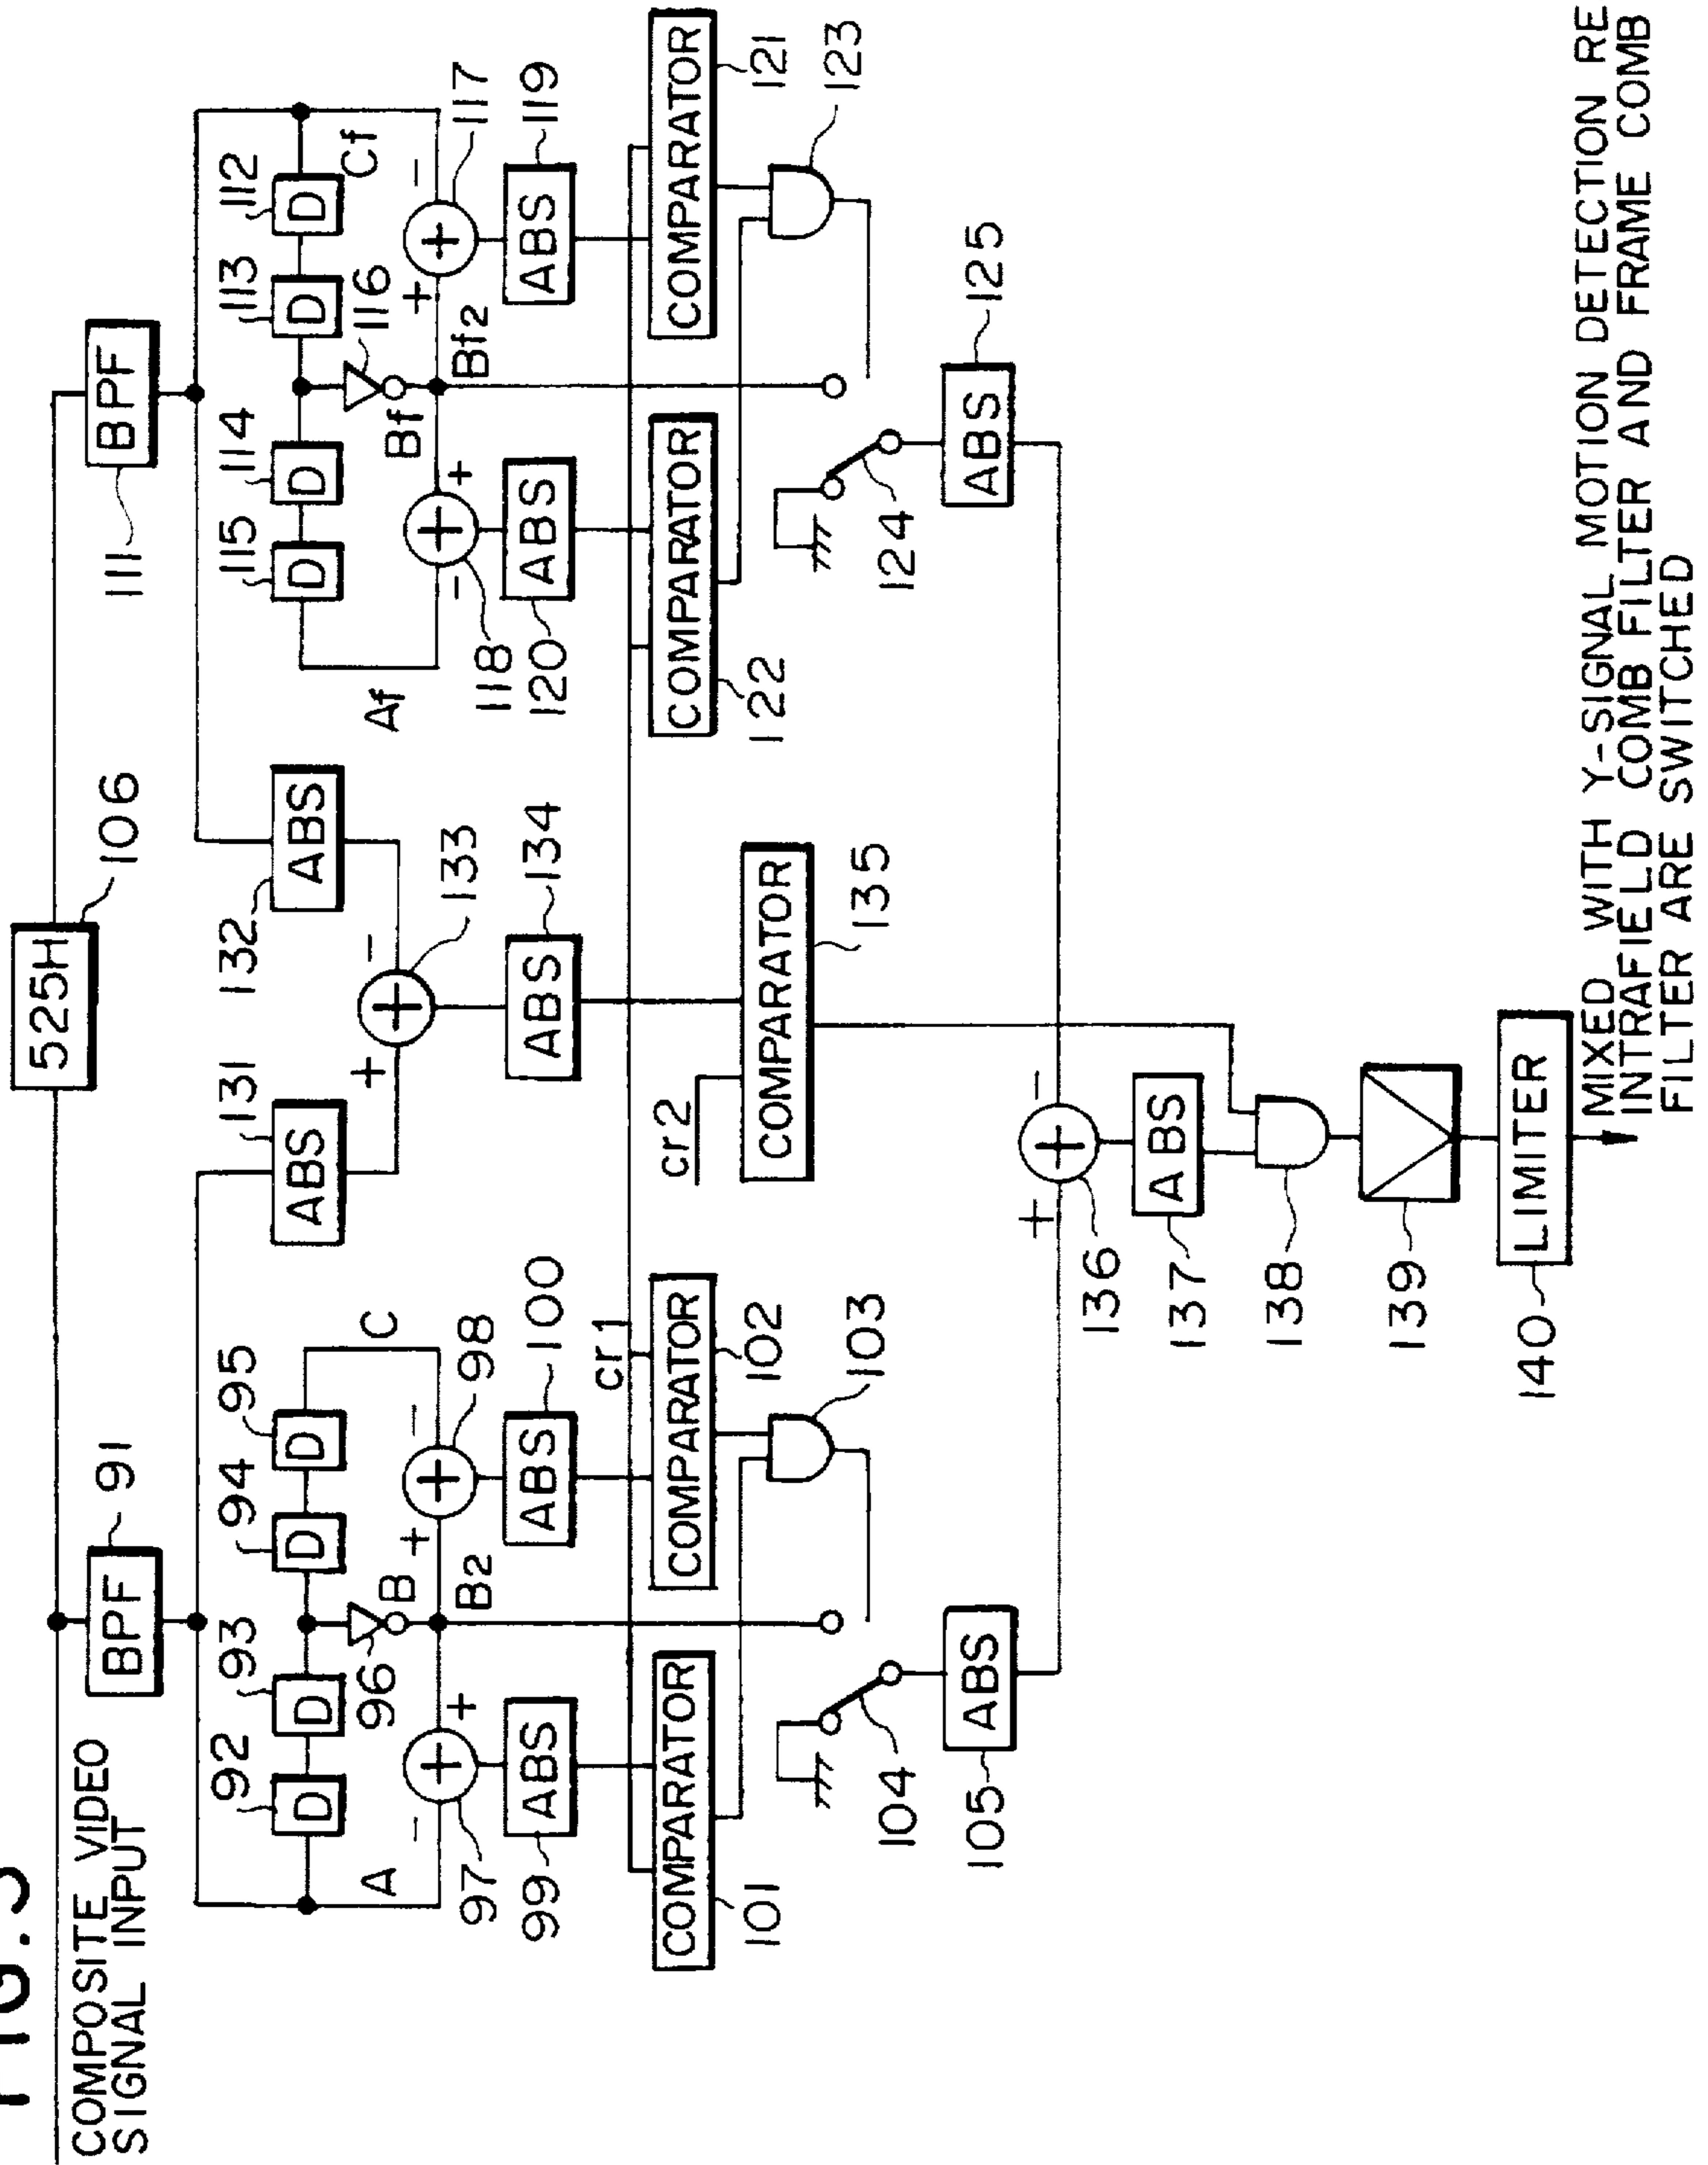 COMPOSITE VIDEO
SIGNAL INPUT
525H 106
BPF 91
BPF 111
92 93 94 95
D D D D
131 ABS
132 ABS
115 114 113 112
D D D D
A 96 B C
Af Bf 116 Cf
97 - + B2 + - 98
+ +
+ 133 -
+
118 - + Bf2 + - 117
+ +
99 ABS
ABS 100
ABS 134
120 ABS
ABS 119
cr1
101 COMPARATOR
COMPARATOR 102
122 COMPARATOR
COMPARATOR 121
cr2
COMPARATOR 135
103
123
104
124
105 ABS
ABS 125
+ -
+
136
137 ABS
138
139
140 LIMITER
MIXED WITH Y-SIGNAL MOTION DETECTION RE
INTRAFIELD COMB FILTER AND FRAME COMB
FILTER ARE SWITCHED